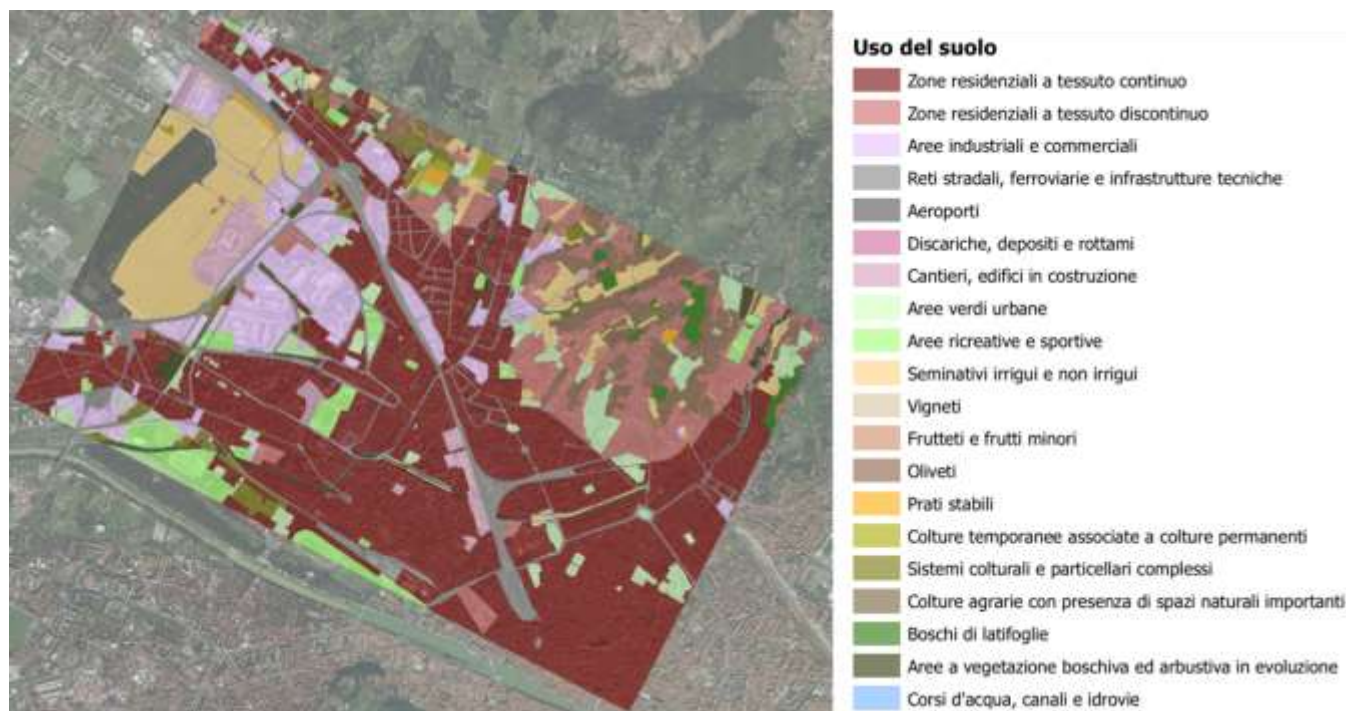 Uso del suolo
Zone residenziali a tessuto continuo
Zone residenziali a tessuto discontinuo
Aree industriali e commerciali
Reti stradali, ferroviarie e infrastrutture tecniche
Aeroporti
Discariche, depositi e rottami
Cantieri, edifici in costruzione
Aree verdi urbane
Aree ricreative e sportive
Seminativi irrigui e non irrigui
Vigneti
Frutteti e frutti minori
Oliveti
Prati stabili
Colture temporanee associate a colture permanenti
Sistemi colturali e particellari complessi
Colture agrarie con presenza di spazi naturali importanti
Boschi di latifoglie
Aree a vegetazione boschiva ed arbustiva in evoluzione
Corsi d'acqua, canali e idrovie